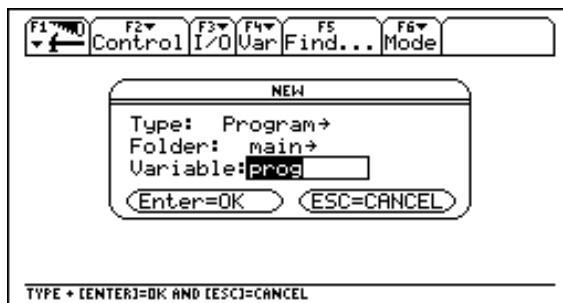 F1 F2 F3 F4 F5 F6
Control I/O Var Find... Mode
NEW
Type: Program→
Folder: main→
Variable: prog
Enter=OK ESC=CANCEL
TYPE + [ENTER]=OK AND [ESC]=CANCEL